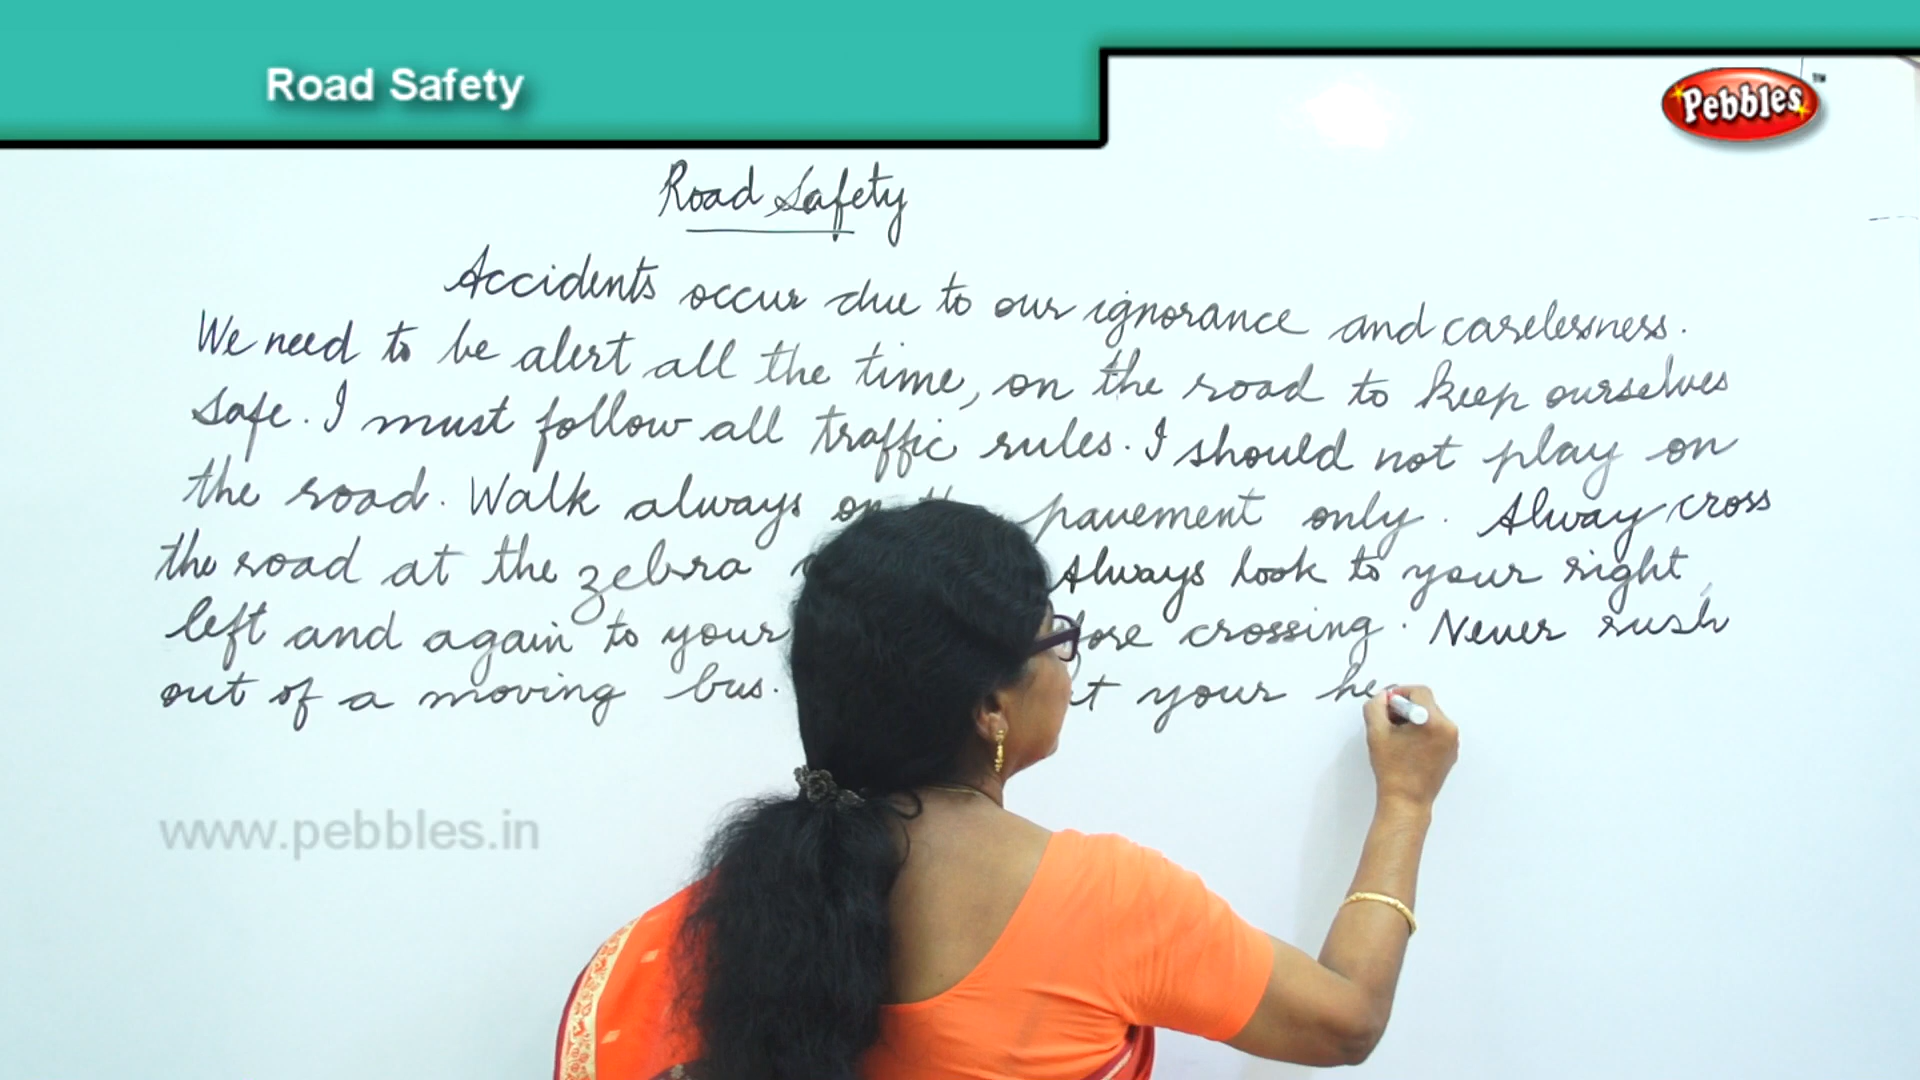 Road Safety
Pebbles™
Road Safety
Accidents occur due to our ignorance and carelessness.
We need to be alert all the time, on the road to keep ourselves
safe. I must follow all traffic rules. I should not play on
the road. Walk always on pavement only. Alway cross
the road at the zebra Always look to your right,
left and again to your crossing. Never rush
out of a moving bus. your
www.pebbles.in